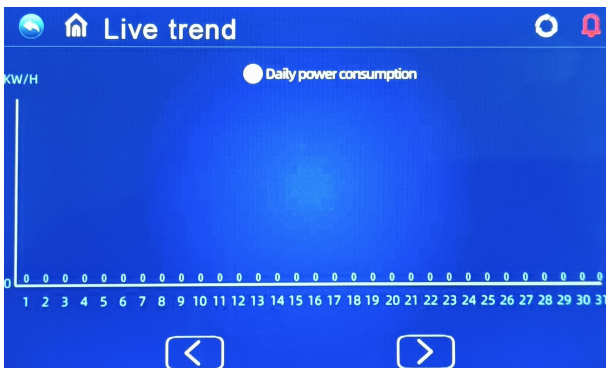 Live trend
Daily power consumption
KW/H
0 0 0 0 0 0 0 0 0 0 0 0 0 0 0 0 0 0 0 0 0 0 0 0 0 0 0 0 0 0 0
0
1 2 3 4 5 6 7 8 9 10 11 12 13 14 15 16 17 18 19 20 21 22 23 24 25 26 27 28 29 30 31